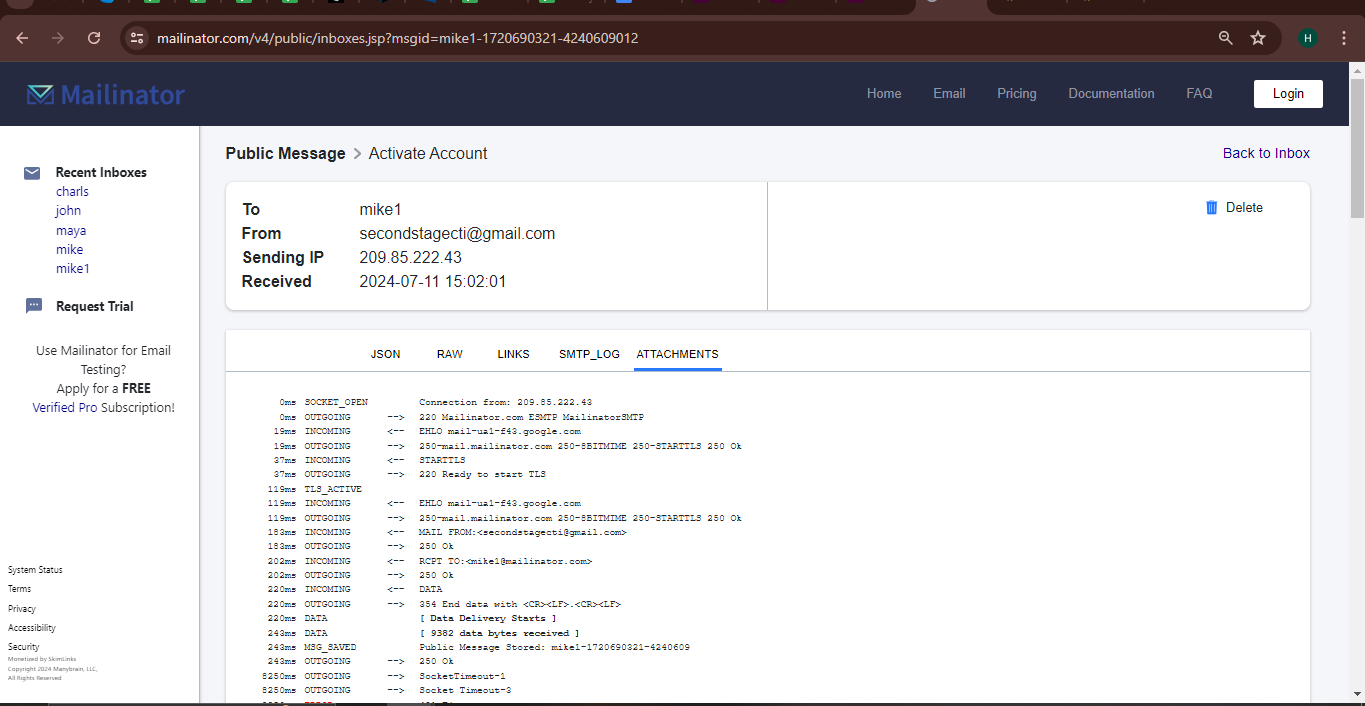 mailinator.com/v4/public/inboxes.jsp?msgid=mike1-1720690321-4240609012
H
Mailinator
Home Email Pricing Documentation FAQ Login
Recent Inboxes
charls
john
maya
mike
mike1
Request Trial
Use Mailinator for Email
Testing?
Apply for a FREE
Verified Pro Subscription!
System Status
Terms
Privacy
Accessibility
Security
Monetized by SkimLinks
Copyright 2024 Manybrain, LLC,
All Rights Reserved
Public Message > Activate Account
Back to Inbox
To mike1
From secondstagecti@gmail.com
Sending IP 209.85.222.43
Received 2024-07-11 15:02:01
Delete
JSON RAW LINKS SMTP_LOG ATTACHMENTS
0ms SOCKET_OPEN Connection from: 209.85.222.43
0ms OUTGOING --> 220 Mailinator.com ESMTP MailinatorSMTP
19ms INCOMING <-- EHLO mail-ua1-f43.google.com
19ms OUTGOING --> 250-mail.mailinator.com 250-8BITMIME 250-STARTTLS 250 Ok
37ms INCOMING <-- STARTTLS
37ms OUTGOING --> 220 Ready to start TLS
119ms TLS_ACTIVE
119ms INCOMING <-- EHLO mail-ua1-f43.google.com
119ms OUTGOING --> 250-mail.mailinator.com 250-8BITMIME 250-STARTTLS 250 Ok
183ms INCOMING <-- MAIL FROM:<secondstagecti@gmail.com>
183ms OUTGOING --> 250 Ok
202ms INCOMING <-- RCPT TO:<mike1@mailinator.com>
202ms OUTGOING --> 250 Ok
220ms INCOMING <-- DATA
220ms OUTGOING --> 354 End data with <CR><LF>.<CR><LF>
220ms DATA [ Data Delivery Starts ]
243ms DATA [ 9382 data bytes received ]
243ms MSG_SAVED Public Message Stored: mike1-1720690321-4240609
243ms OUTGOING --> 250 Ok
8250ms OUTGOING --> SocketTimeout-1
8250ms OUTGOING --> Socket Timeout-3